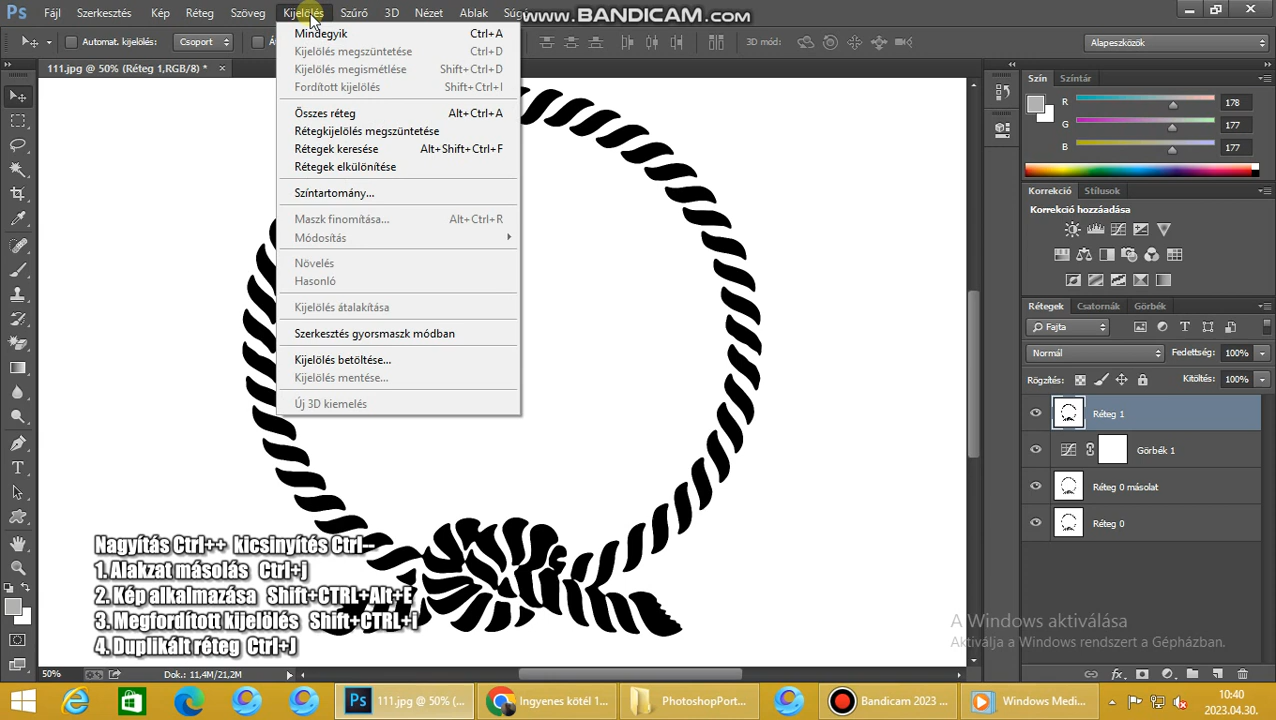 Ps Fájl Szerkesztés Kép Réteg Szöveg Kijelölés Szűrő 3D Nézet Ablak Súgó
www.BANDICAM.com
Automat. kijelölés: Csoport 3D mód: Alapeszközök
111.jpg @ 50% (Réteg 1,RGB/8) *
Mindegyik Ctrl+A
Kijelölés megszüntetése Ctrl+D
Kijelölés megismétlése Shift+Ctrl+D
Fordított kijelölés Shift+Ctrl+I
Összes réteg Alt+Ctrl+A
Rétegkijelölés megszüntetése
Rétegek keresése Alt+Shift+Ctrl+F
Rétegek elkülönítése
Színtartomány...
Maszk finomítása... Alt+Ctrl+R
Módosítás
Növelés
Hasonló
Kijelölés átalakítása
Szerkesztés gyorsmaszk módban
Kijelölés betöltése...
Kijelölés mentése...
Új 3D kiemelés
Szín Színtár
R 178
G 177
B 177
Korrekció Stílusok
Korrekció hozzáadása
Rétegek Csatornák Görbék
Fajta
Normál Fedettség: 100%
Rögzítés: Kitöltés: 100%
Réteg 1
Görbék 1
Réteg 0 másolat
Réteg 0
Nagyítás Ctrl++ kicsinyítés Ctrl--
1. Alakzat másolás Ctrl+j
2. Kép alkalmazása Shift+CTRL+Alt+E
3. Megfordított kijelölés Shift+CTRL+i
4. Duplikált réteg Ctrl+J
A Windows aktiválása
Aktiválja a Windows rendszert a Gépházban.
50% Dok.: 11,4M/21,2M
Ps 111.jpg @ 50% (... Ingyenes kötél 1... PhotoshopPort... Bandicam 2023 ... Windows Medi...
10:40
2023.04.30.